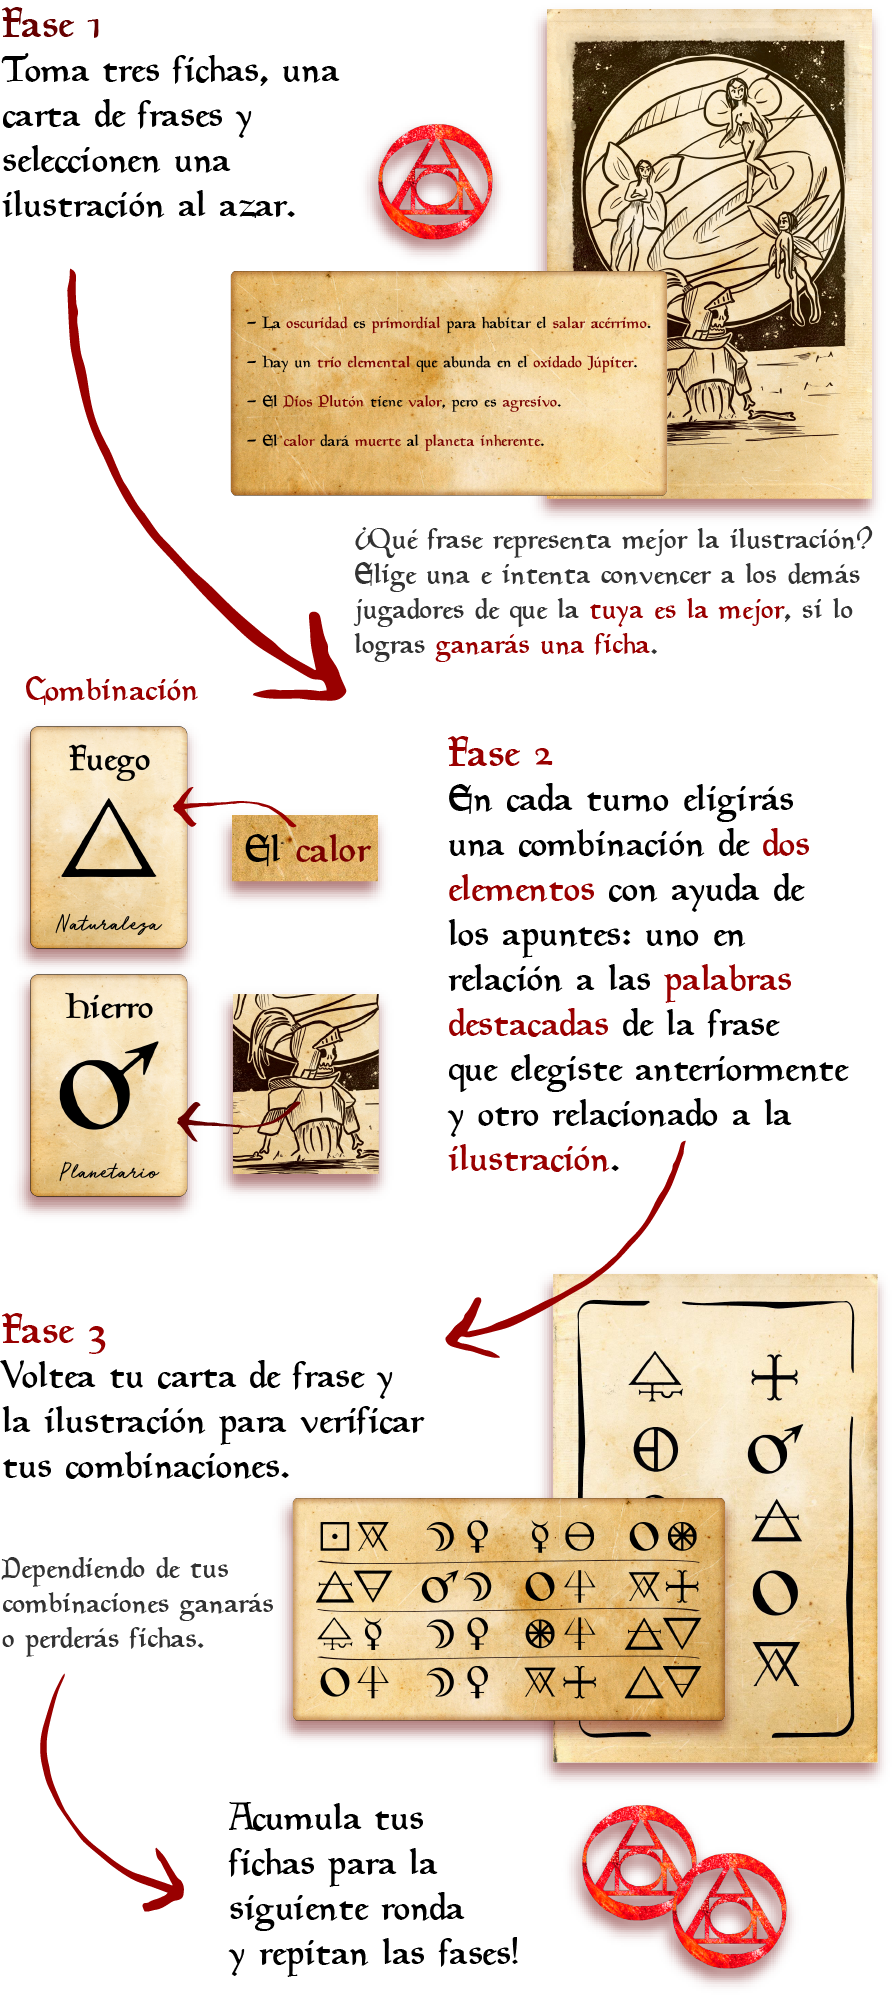 Fase 1
Toma tres fichas, una
carta de frases y
seleccionen una
ilustración al azar.
- La oscuridad es primordial para habitar el salar acérrimo.
- hay un trío elemental que abunda en el oxidado Júpiter.
- El Dios Plutón tiene valor, pero es agresivo.
- El calor dará muerte al planeta inherente.
¿Qué frase representa mejor la ilustración?
Elige una e intenta convencer a los demás
jugadores de que la tuya es la mejor, si lo
logras ganarás una ficha.
Combinación
Fuego
Naturaleza
El calor
hierro
Planetario
Fase 2
En cada turno eligirás
una combinación de dos
elementos con ayuda de
los apuntes: uno en
relación a las palabras
destacadas de la frase
que elegiste anteriormente
y otro relacionado a la
ilustración.
Fase 3
Voltea tu carta de frase y
la ilustración para verificar
tus combinaciones.
Dependiendo de tus
combinaciones ganarás
o perderás fichas.
Acumula tus
fichas para la
siguiente ronda
y repitan las fases!